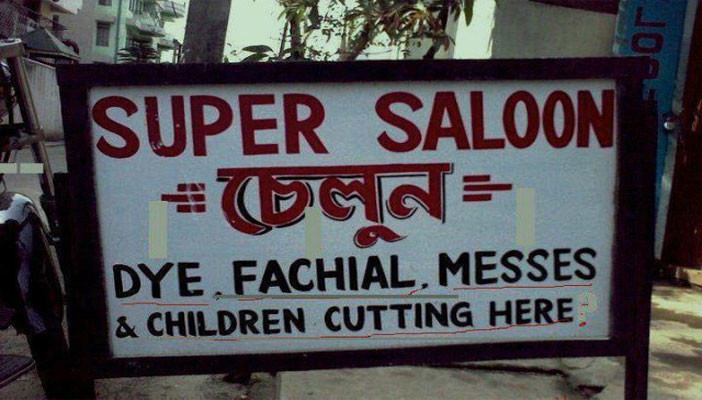 SUPER SALOON
চেলুন
DYE, FACHIAL, MESSES
& CHILDREN CUTTING HERE